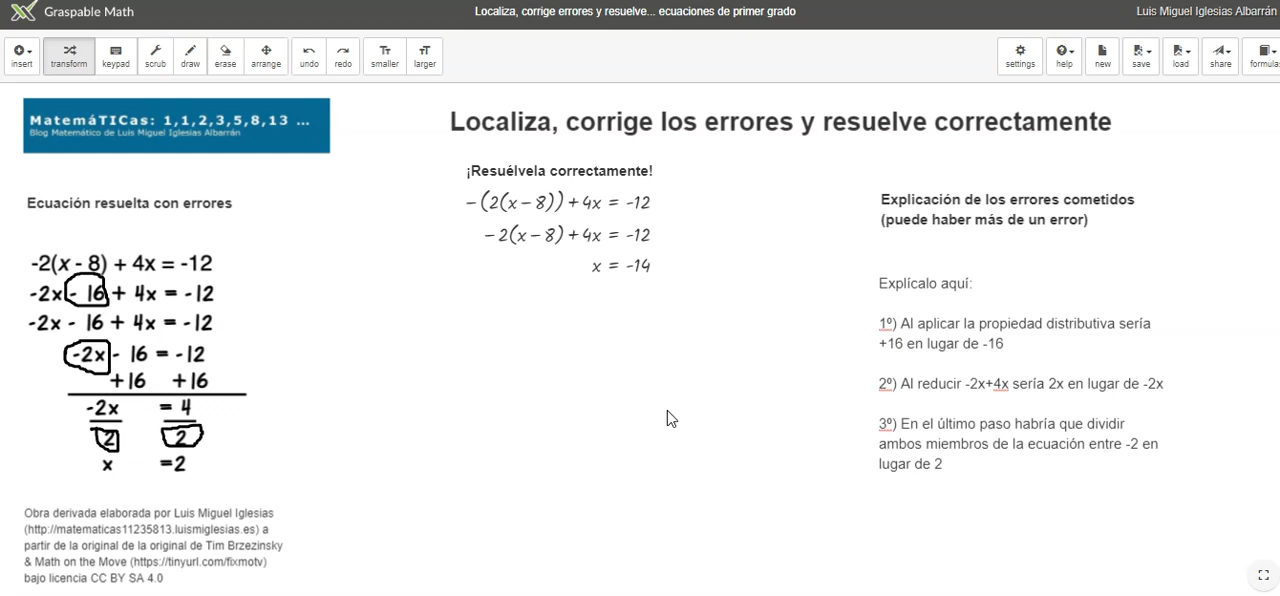 Graspable Math
Localiza, corrige errores y resuelve... ecuaciones de primer grado
Luis Miguel Iglesias Albarrán
insert transform keypad scrub draw erase arrange undo redo smaller larger
settings help new save load share formulas
MatemáTICas: 1,1,2,3,5,8,13 ...
Blog Matemático de Luis Miguel Iglesias Albarrán
Localiza, corrige los errores y resuelve correctamente
Ecuación resuelta con errores
-2(x - 8) + 4x = -12
-2x - 16 + 4x = -12
-2x - 16 + 4x = -12
-2x - 16 = -12
+16 +16
-2x = 4
2 2
x =2
Obra derivada elaborada por Luis Miguel Iglesias
(http://matematicas11235813.luismiglesias.es) a
partir de la original de la original de Tim Brzezinsky
& Math on the Move (https://tinyurl.com/fixmotv)
bajo licencia CC BY SA 4.0
¡Resuélvela correctamente!
-(2(x-8))+4x = -12
-2(x-8)+4x = -12
x = -14
Explicación de los errores cometidos
(puede haber más de un error)
Explícalo aquí:
1º) Al aplicar la propiedad distributiva sería
+16 en lugar de -16
2º) Al reducir -2x+4x sería 2x en lugar de -2x
3º) En el último paso habría que dividir
ambos miembros de la ecuación entre -2 en
lugar de 2